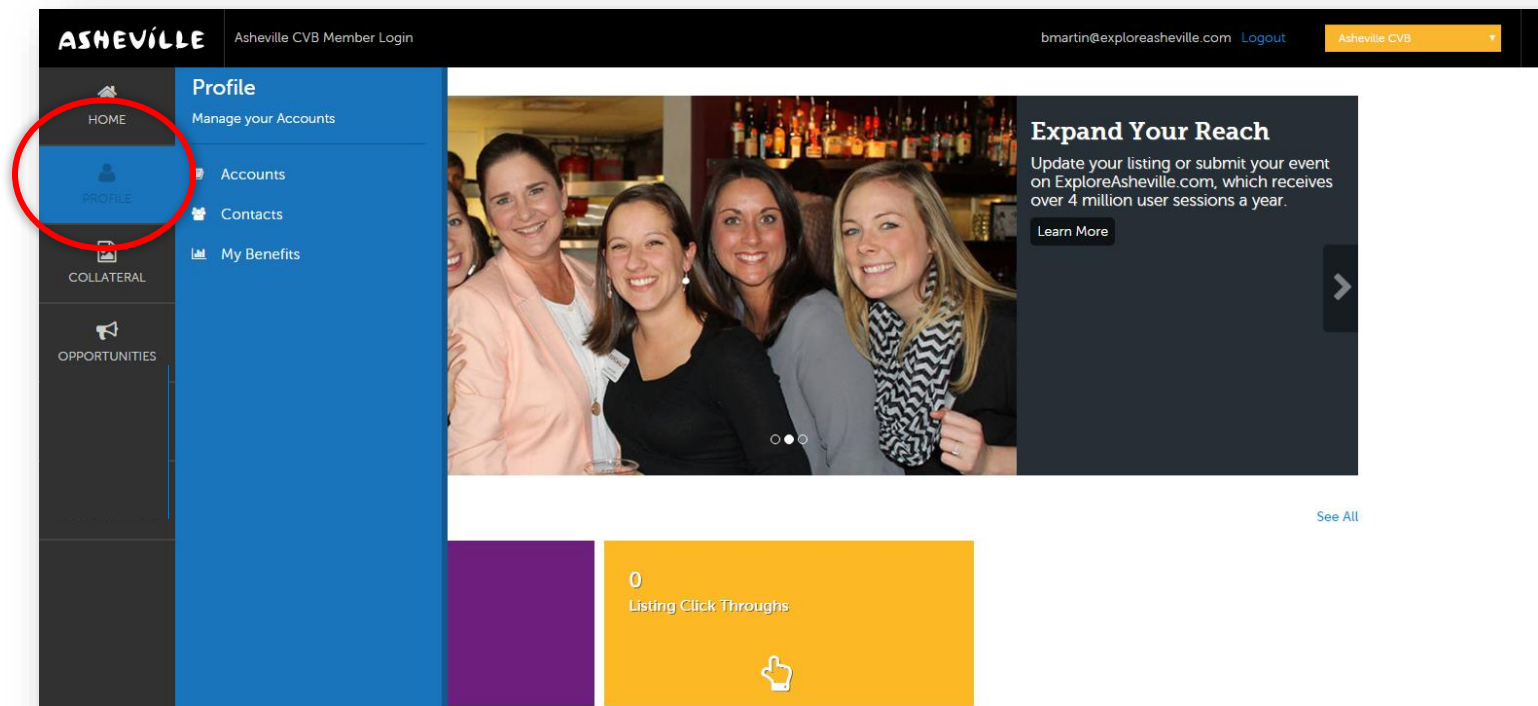 ASHEVÍLLE
Asheville CVB Member Login
bmartin@exploreasheville.com Logout
Asheville CVB
HOME
PROFILE
COLLATERAL
OPPORTUNITIES
Profile
Manage your Accounts
Accounts
Contacts
My Benefits
Expand Your Reach
Update your listing or submit your event
on ExploreAsheville.com, which receives
over 4 million user sessions a year.
Learn More
See All
0
Listing Click Throughs